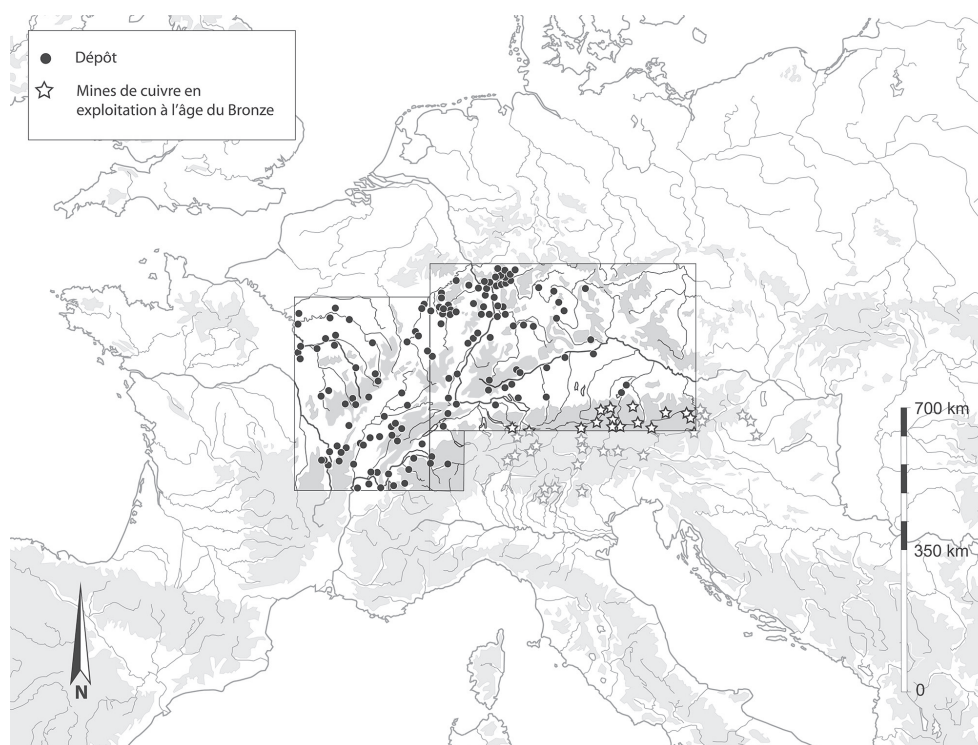 Dépôt
Mines de cuivre en
exploitation à l'âge du Bronze
700 km
350 km
0
N